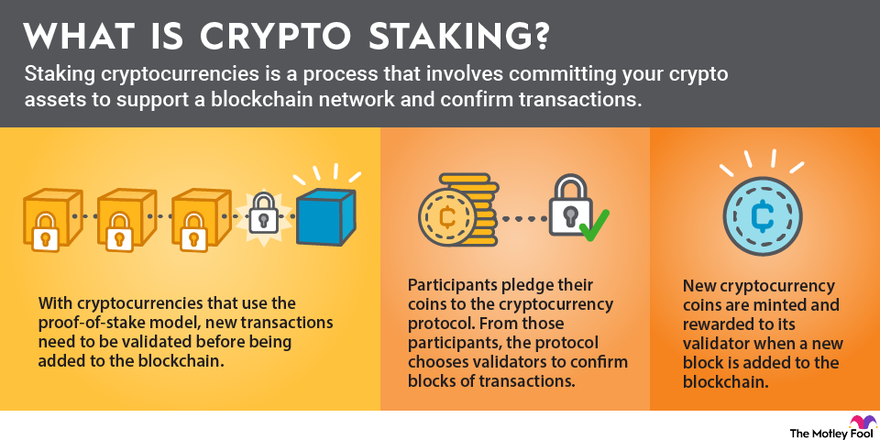 WHAT IS CRYPTO STAKING?
Staking cryptocurrencies is a process that involves committing your crypto
assets to support a blockchain network and confirm transactions.
With cryptocurrencies that use the
proof-of-stake model, new transactions
need to be validated before being
added to the blockchain.
Participants pledge their
coins to the cryptocurrency
protocol. From those
participants, the protocol
chooses validators to confirm
blocks of transactions.
New cryptocurrency
coins are minted and
rewarded to its
validator when a new
block is added to the
blockchain.
The Motley Fool